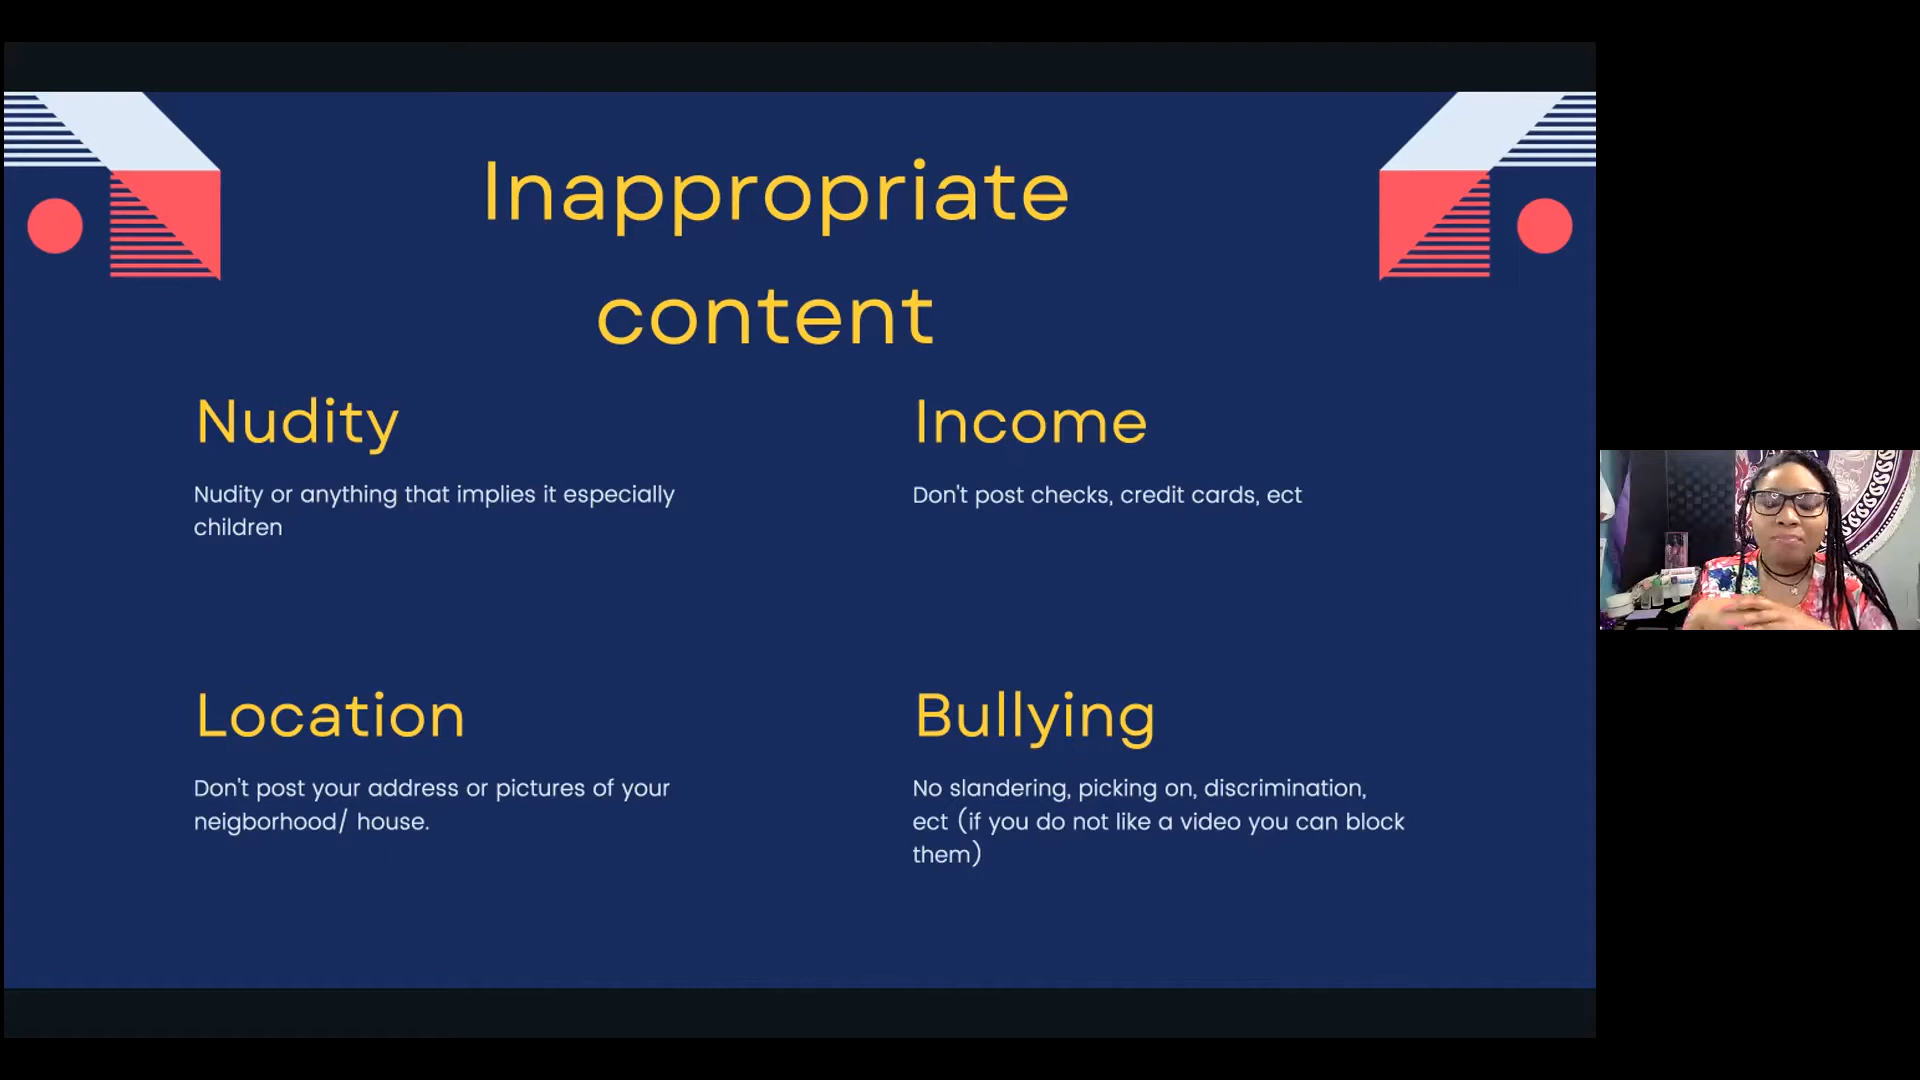 Inappropriate
content
Nudity
Nudity or anything that implies it especially
children
Income
Don't post checks, credit cards, ect
Location
Don't post your address or pictures of your
neigborhood/ house.
Bullying
No slandering, picking on, discrimination,
ect (if you do not like a video you can block
them)